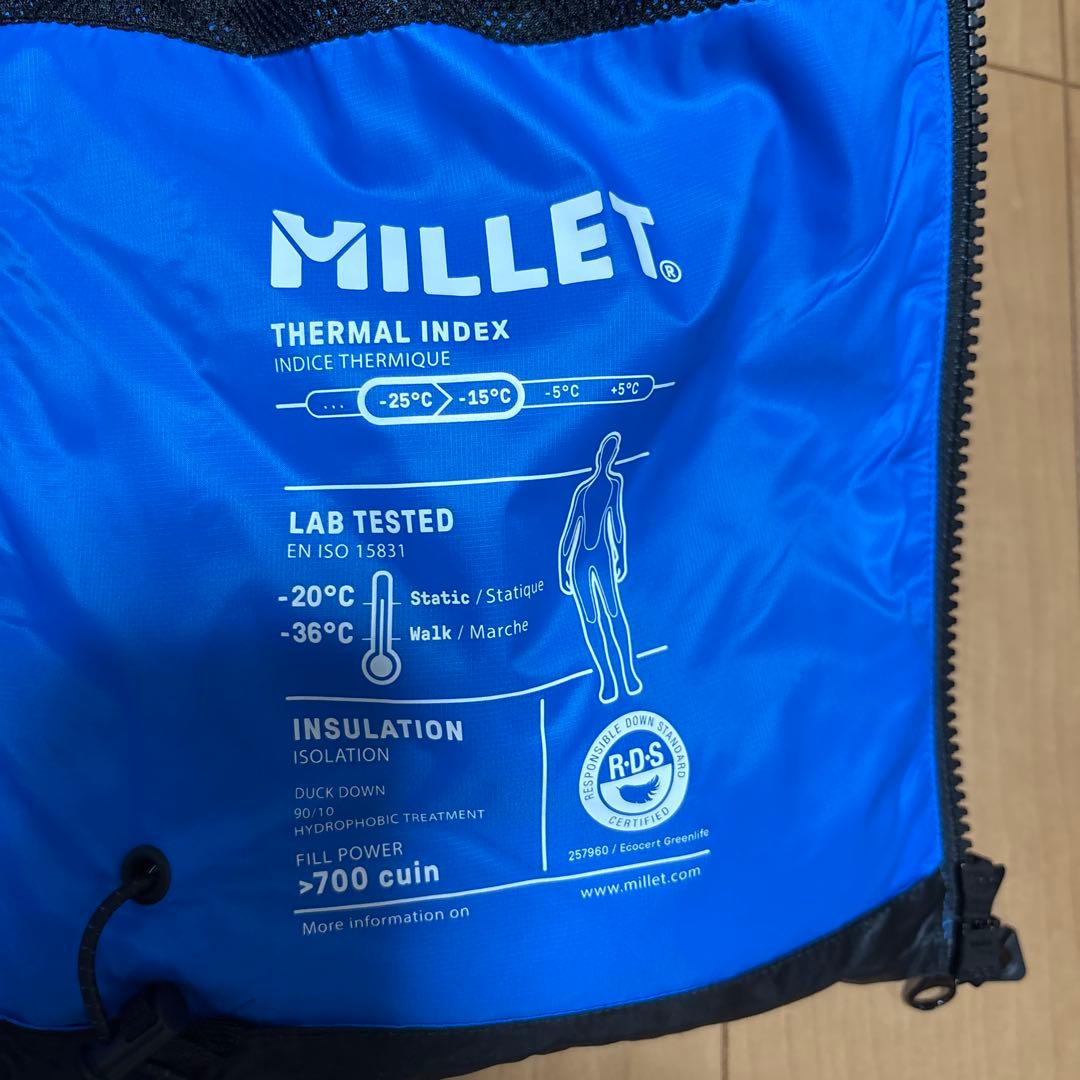 MILLET®
THERMAL INDEX
INDICE THERMIQUE
... -25°C -15°C -5°C +5°C
LAB TESTED
EN ISO 15831
-20°C Static / Statique
-36°C Walk / Marche
INSULATION
ISOLATION
DUCK DOWN
90/10
HYDROPHOBIC TREATMENT
FILL POWER
>700 cuin
RESPONSIBLE DOWN STANDARD
R·D·S
CERTIFIED
257960 / Ecocert Greenlife
More information on
www.millet.com